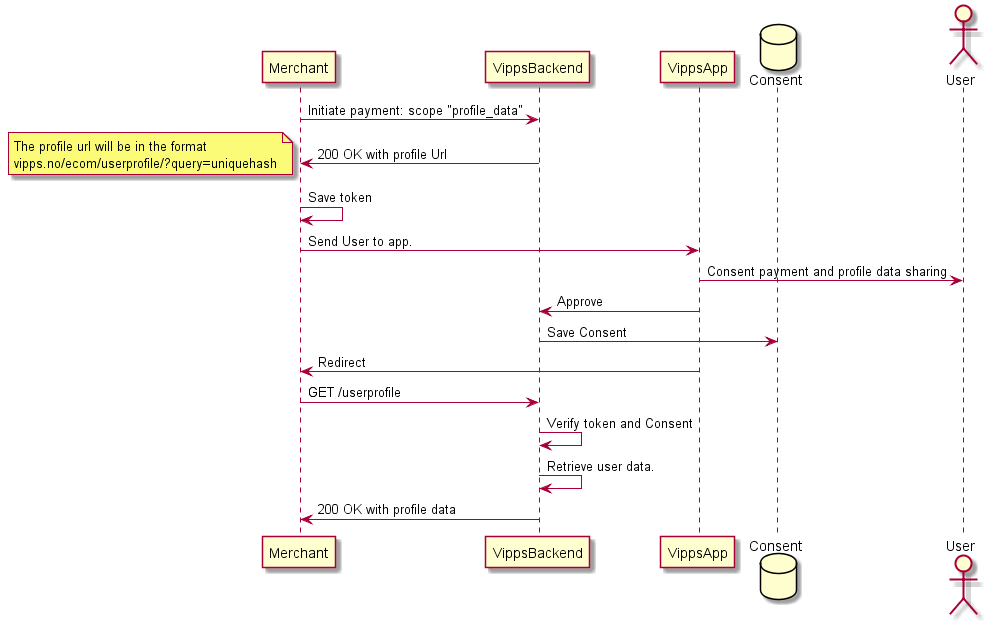 User
Consent
Merchant
VippsBackend
VippsApp
Initiate payment: scope "profile_data"
The profile url will be in the format
vipps.no/ecom/userprofile/?query=uniquehash
200 OK with profile Url
Save token
Send User to app.
Consent payment and profile data sharing
Approve
Save Consent
Redirect
GET /userprofile
Verify token and Consent
Retrieve user data.
200 OK with profile data
Merchant
VippsBackend
VippsApp
Consent
User